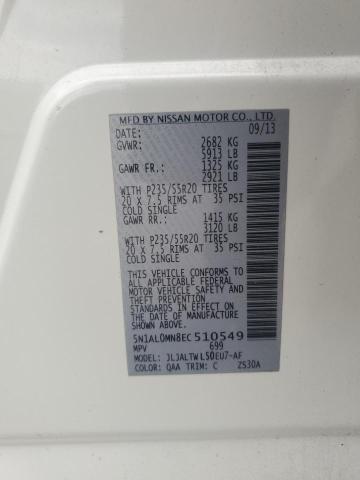 MFD BY NISSAN MOTOR CO., LTD.
DATE: 09/13
GVWR: 2682 KG
5913 LB
GAWR FR.: 1325 KG
2921 LB
WITH P235/55R20 TIRES
20 x 7.5 RIMS AT 35 PSI
COLD SINGLE
GAWR RR.: 1415 KG
3120 LB
WITH P235/55R20 TIRES
20 x 7.5 RIMS AT 35 PSI
COLD SINGLE
THIS VEHICLE CONFORMS TO
ALL APPLICABLE FEDERAL
MOTOR VEHICLE SAFETY
STANDARDS IN EFFECT ON THE
DATE OF MANUFACTURE SHOWN
ABOVE
5N1AL0MN8EC510549
MPV 699
MODEL: JLJALTWL50EU7-AF
COLOR: QAA TRIM: C ZS30A